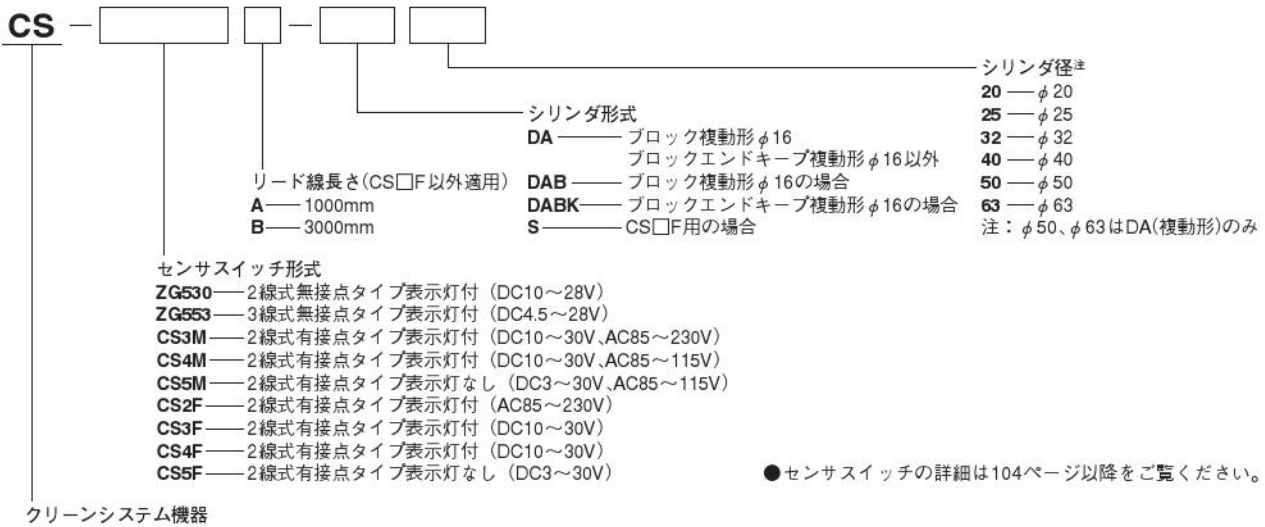 CS －
シリンダ径注
20 ── φ20
25 ── φ25
32 ── φ32
40 ── φ40
50 ── φ50
63 ── φ63
注：φ50、φ63はDA(複動形)のみ
シリンダ形式
DA ── ブロック複動形φ16
ブロックエンドキープ複動形φ16以外
DAB ── ブロック複動形φ16の場合
DABK ── ブロックエンドキープ複動形φ16の場合
S ── CS□F用の場合
リード線長さ(CS□F以外適用)
A ── 1000mm
B ── 3000mm
センサスイッチ形式
ZG530 ── 2線式無接点タイプ表示灯付（DC10～28V）
ZG553 ── 3線式無接点タイプ表示灯付（DC4.5～28V）
CS3M ── 2線式有接点タイプ表示灯付（DC10～30V、AC85～230V）
CS4M ── 2線式有接点タイプ表示灯付（DC10～30V、AC85～115V）
CS5M ── 2線式有接点タイプ表示灯なし（DC3～30V、AC85～115V）
CS2F ── 2線式有接点タイプ表示灯付（AC85～230V）
CS3F ── 2線式有接点タイプ表示灯付（DC10～30V）
CS4F ── 2線式有接点タイプ表示灯付（DC10～30V）
CS5F ── 2線式有接点タイプ表示灯なし（DC3～30V）
●センサスイッチの詳細は104ページ以降をご覧ください。
クリーンシステム機器